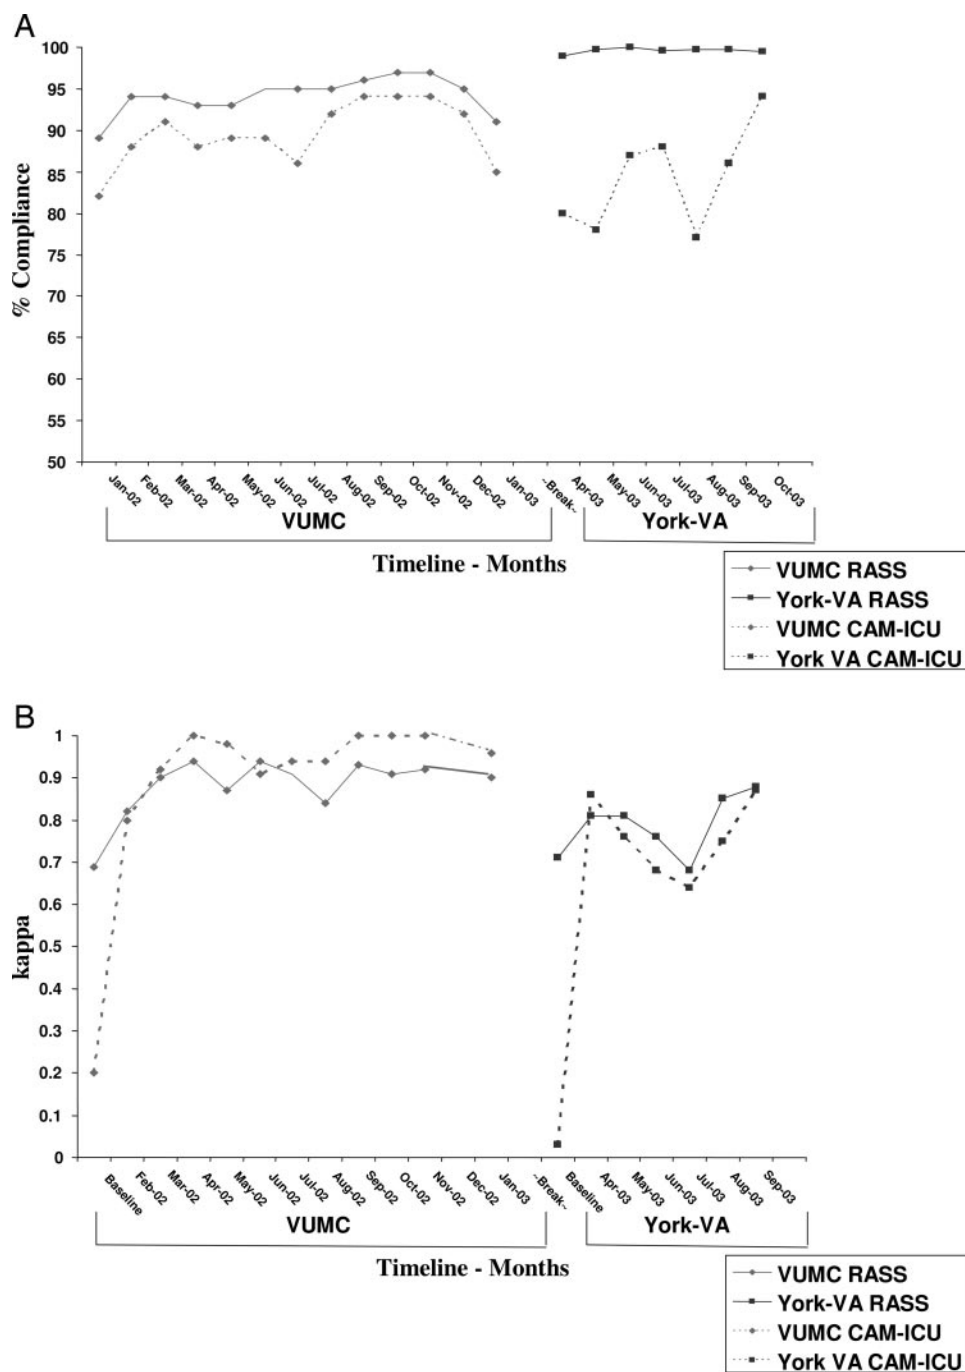 A
100
95
90
85
80
75
70
65
60
55
50
% Compliance
Jan-02
Feb-02
Mar-02
Apr-02
May-02
Jun-02
Jul-02
Aug-02
Sep-02
Oct-02
Nov-02
Dec-02
Jan-03
~Break~
Apr-03
May-03
Jun-03
Jul-03
Aug-03
Sep-03
Oct-03
VUMC
York-VA
Timeline - Months
VUMC RASS
York-VA RASS
VUMC CAM-ICU
York VA CAM-ICU
B
1
0.9
0.8
0.7
0.6
0.5
0.4
0.3
0.2
0.1
0
kappa
Baseline
Feb-02
Mar-02
Apr-02
May-02
Jun-02
Jul-02
Aug-02
Sep-02
Oct-02
Nov-02
Dec-02
Jan-03
~Break~
Baseline
Apr-03
May-03
Jun-03
Jul-03
Aug-03
Sep-03
VUMC
York-VA
Timeline - Months
VUMC RASS
York-VA RASS
VUMC CAM-ICU
York VA CAM-ICU